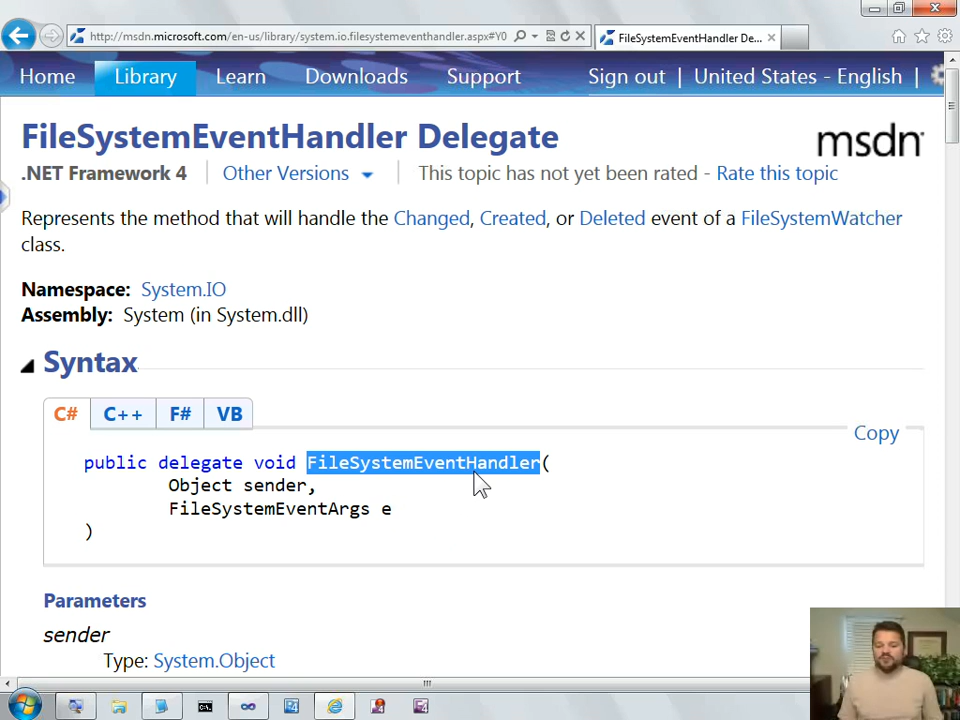 http://msdn.microsoft.com/en-us/library/system.io.filesystemeventhandler.aspx#Y0
FileSystemEventHandler De...
Home Library Learn Downloads Support Sign out | United States - English |
FileSystemEventHandler Delegate
msdn
.NET Framework 4 Other Versions This topic has not yet been rated - Rate this topic
Represents the method that will handle the Changed, Created, or Deleted event of a FileSystemWatcher
class.
Namespace: System.IO
Assembly: System (in System.dll)
Syntax
C# C++ F# VB
Copy
public delegate void FileSystemEventHandler(
Object sender,
FileSystemEventArgs e
)
Parameters
sender
Type: System.Object